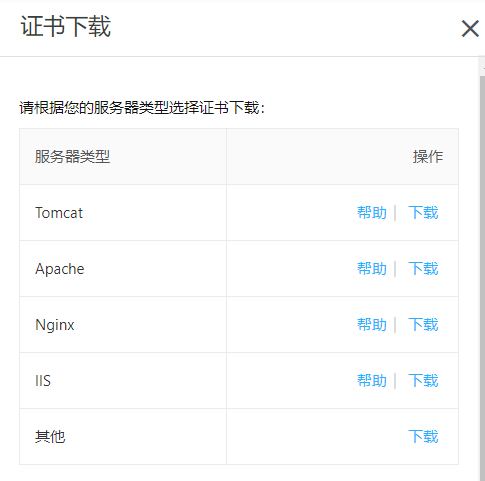 证书下载
请根据您的服务器类型选择证书下载：
服务器类型 操作
Tomcat 帮助 | 下载
Apache 帮助 | 下载
Nginx 帮助 | 下载
IIS 帮助 | 下载
其他 下载